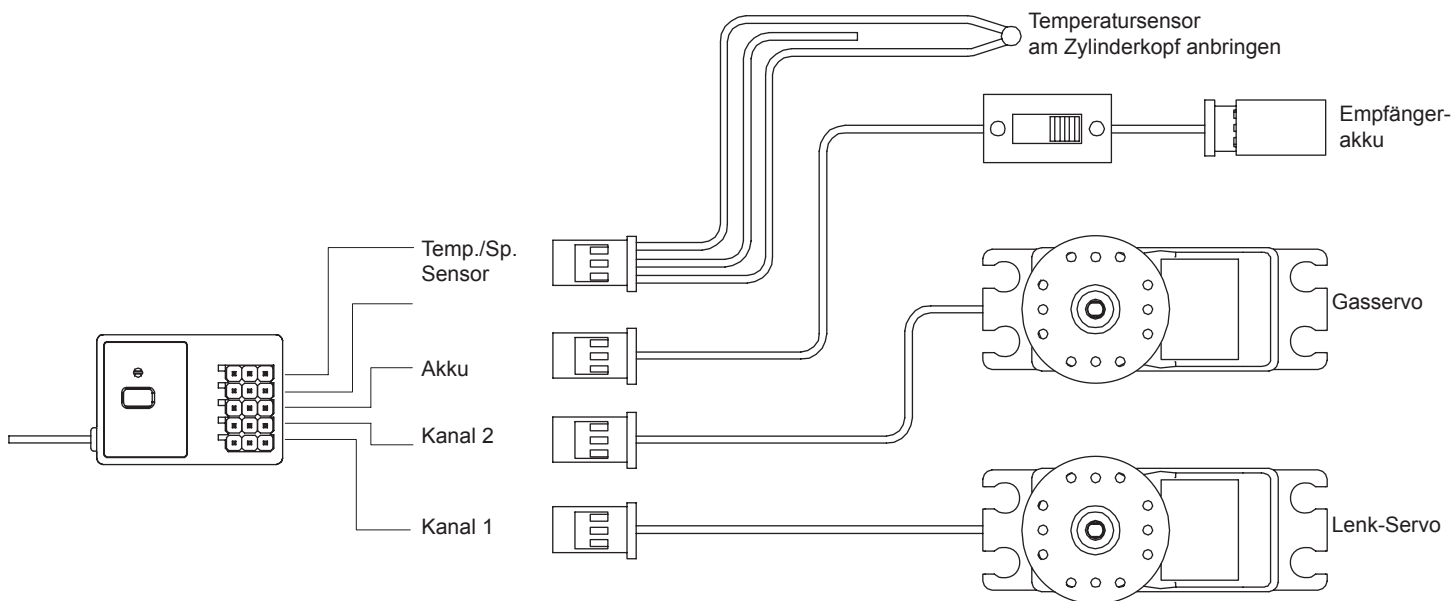 Temperatursensor
am Zylinderkopf anbringen
Empfänger-
akku
Temp./Sp.
Sensor
Gasservo
Akku
Kanal 2
Kanal 1
Lenk-Servo